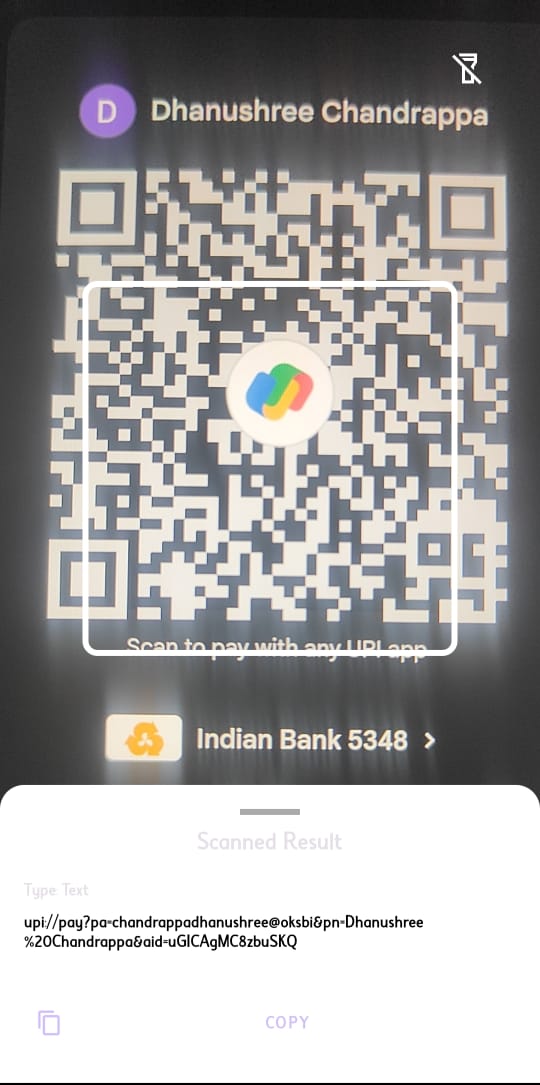 D Dhanushree Chandrappa
Scan to pay with any UPI app
Indian Bank 5348 >
Scanned Result
Type: Text
upi://pay?pa=chandrappadhanushree@oksbi&pn=Dhanushree
%20Chandrappa&aid=uGICAgMC8zbuSKQ
COPY